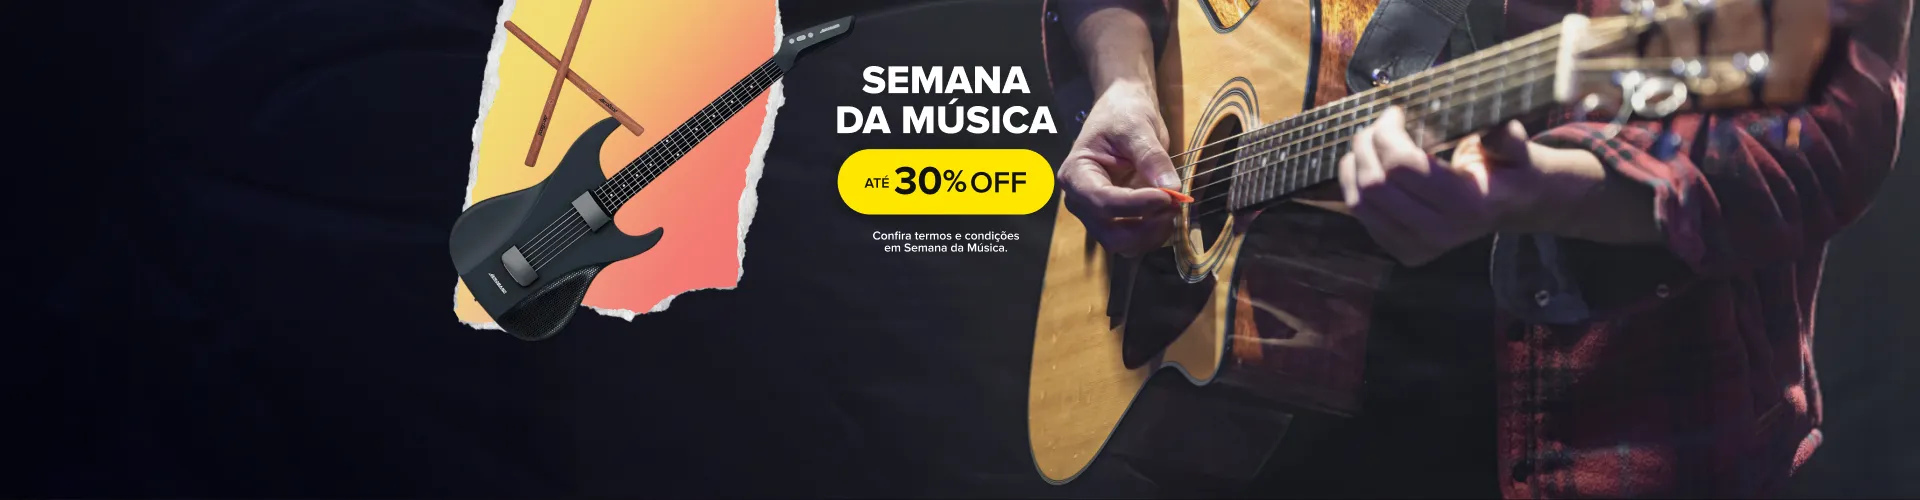 SEMANA
DA MÚSICA
ATÉ 30% OFF
Confira termos e condições
em Semana da Música.